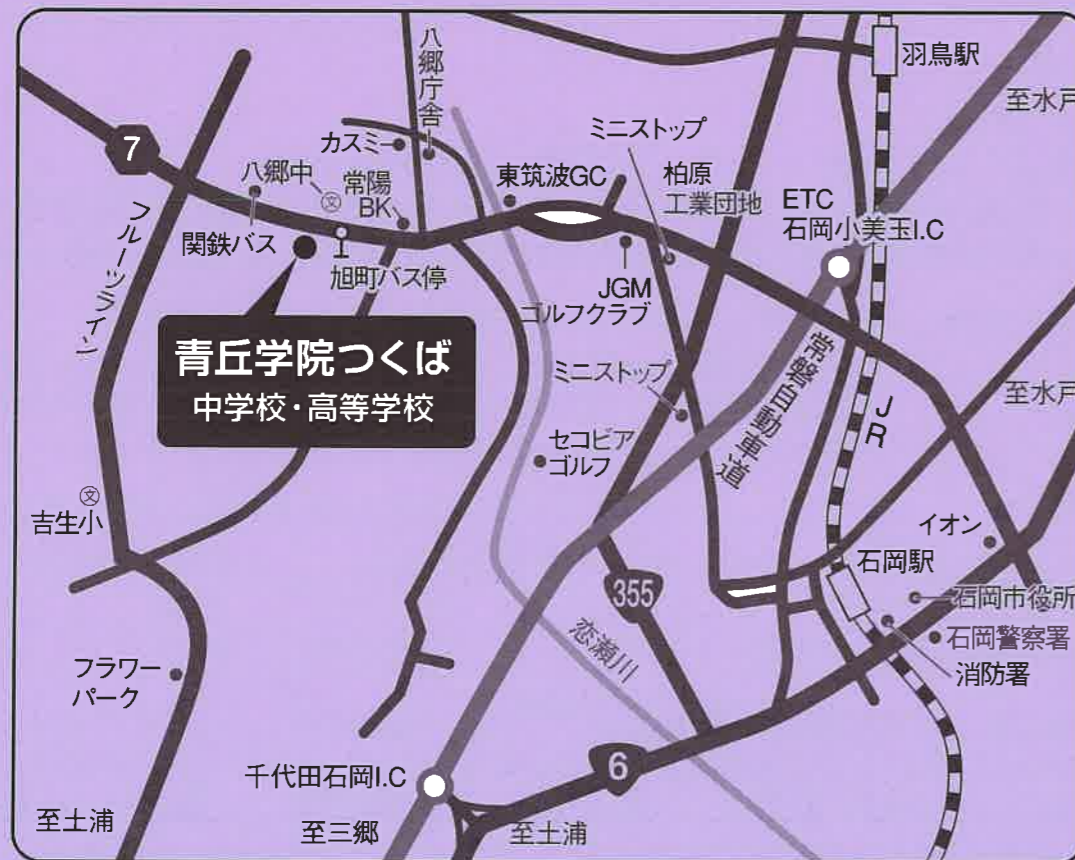 八郷庁舎
羽鳥駅
至水戸
カスミ
ミニストップ
7
八郷中
文
常陽
BK
東筑波GC
柏原
工業団地
ETC
石岡小美玉I.C
フルーツライン
関鉄バス
旭町バス停
JGM
ゴルフクラブ
青丘学院つくば
中学校・高等学校
ミニストップ
常磐自動車道
JR
至水戸
セコビア
ゴルフ
文
吉生小
イオン
石岡駅
355
石岡市役所
恋瀬川
石岡警察署
消防署
フラワー
パーク
6
千代田石岡I.C
至土浦
至三郷
至土浦